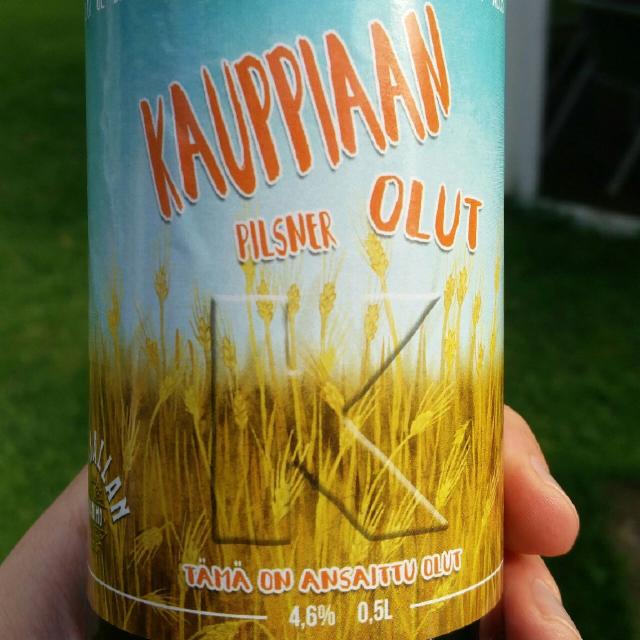 KAUPPIAAN
OLUT
PILSNER
K
TÄMÄ ON ANSAITTU OLUT
4,6% 0,5L